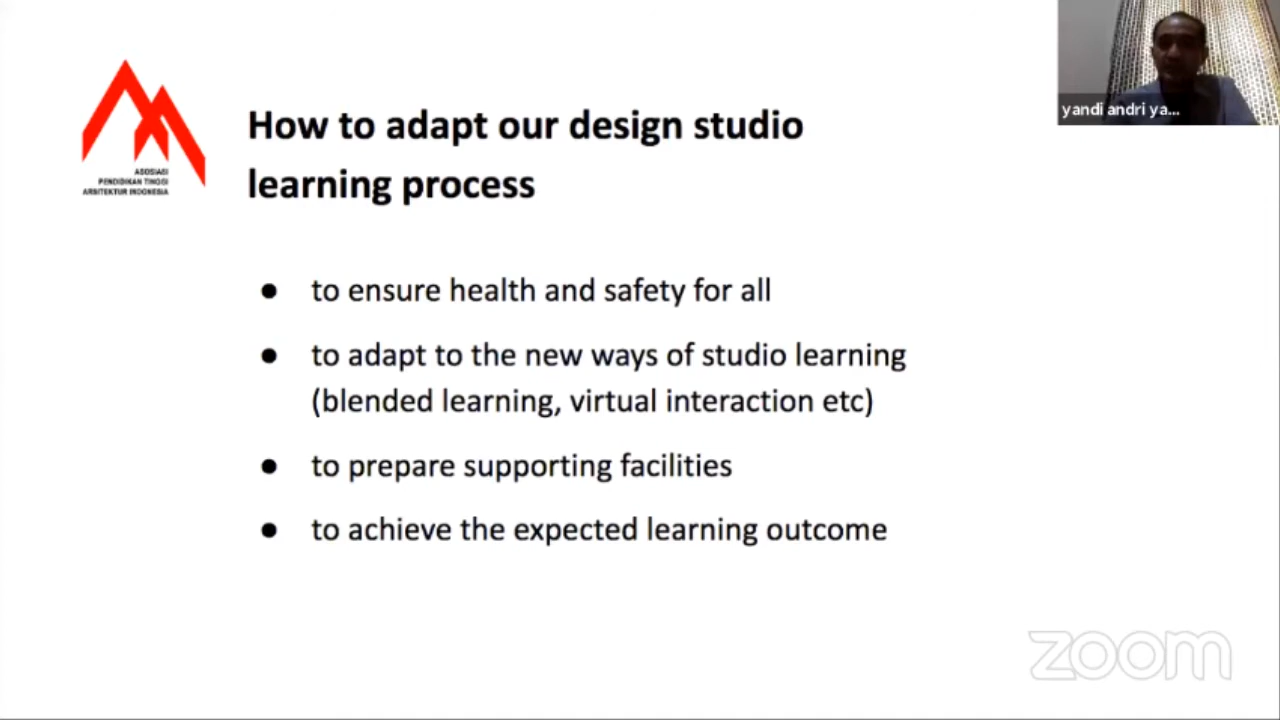 yandi andri ya...
How to adapt our design studio
learning process
ASOSIASI
PENDIDIKAN TINGGI
ARSITEKTUR INDONESIA
● to ensure health and safety for all
● to adapt to the new ways of studio learning
(blended learning, virtual interaction etc)
● to prepare supporting facilities
● to achieve the expected learning outcome
zoom